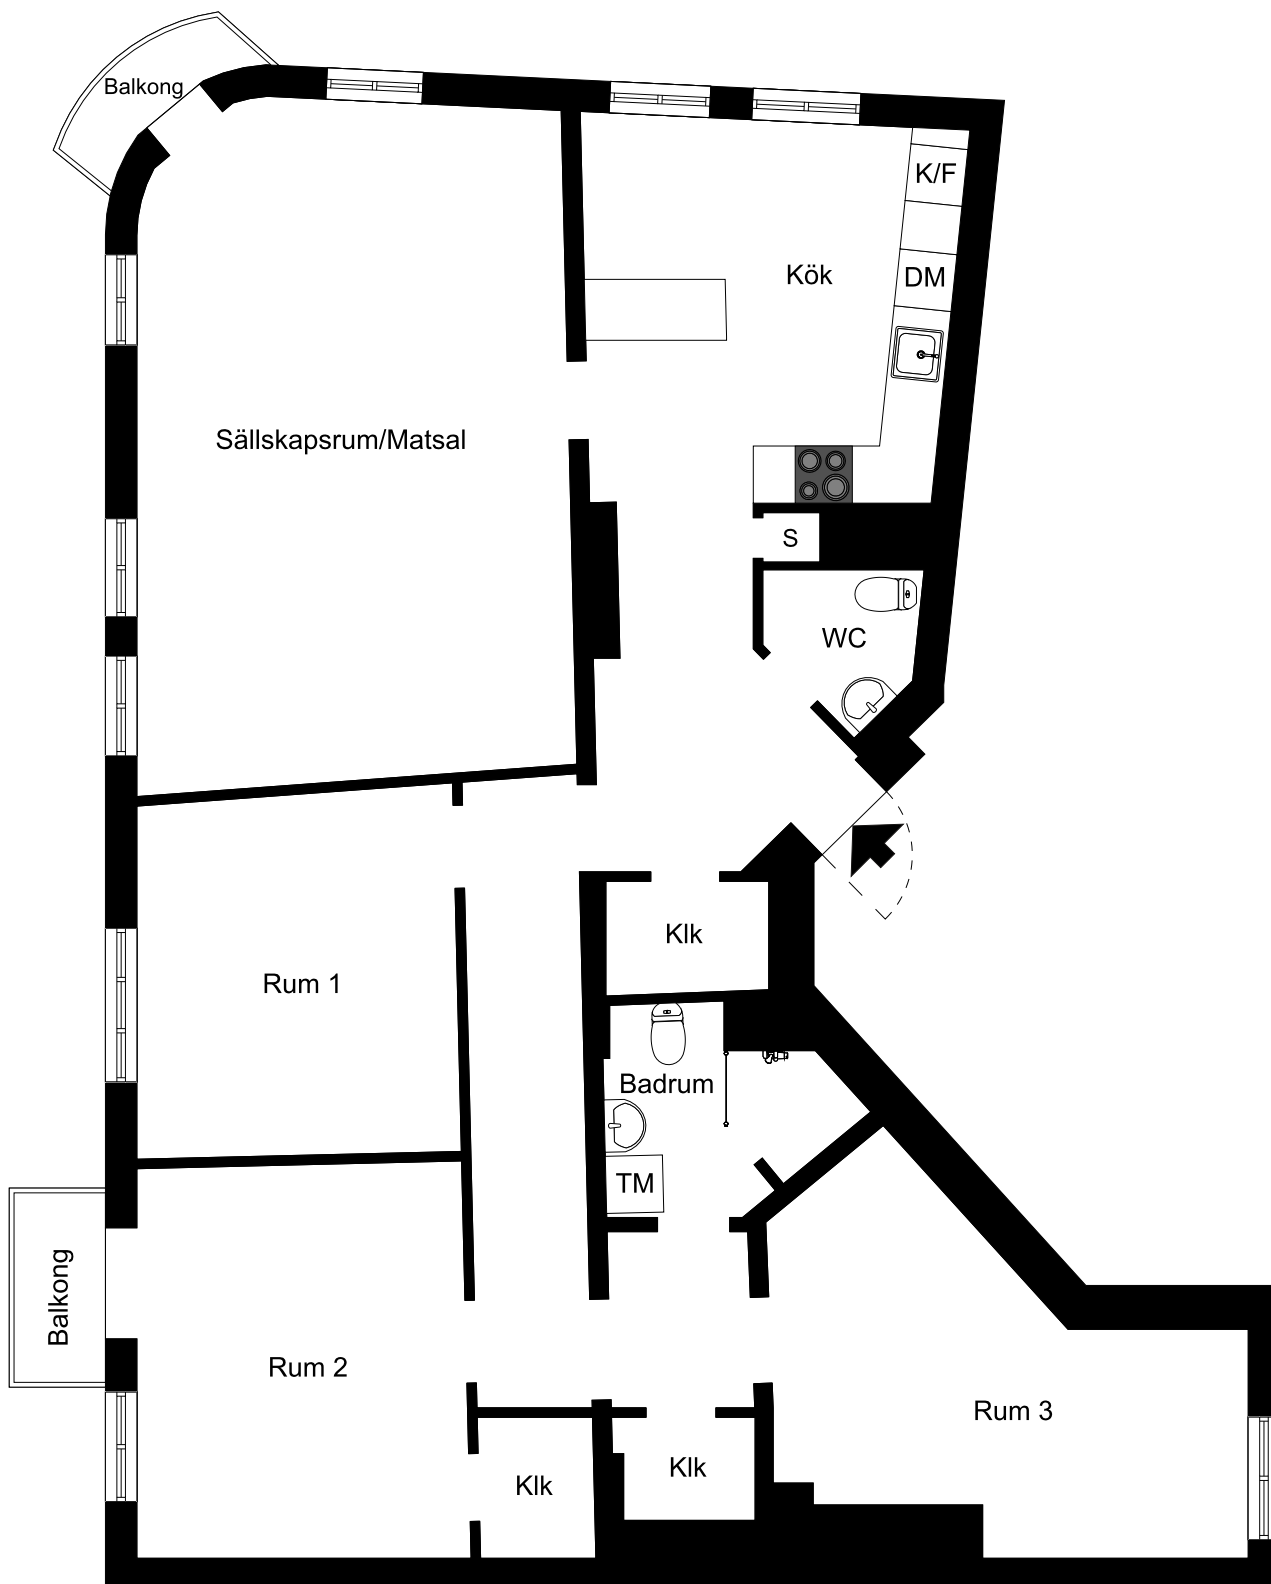 Balkong
K/F
Kök
DM
Sällskapsrum/Matsal
S
WC
Klk
Rum 1
Badrum
TM
Balkong
Rum 2
Rum 3
Klk
Klk